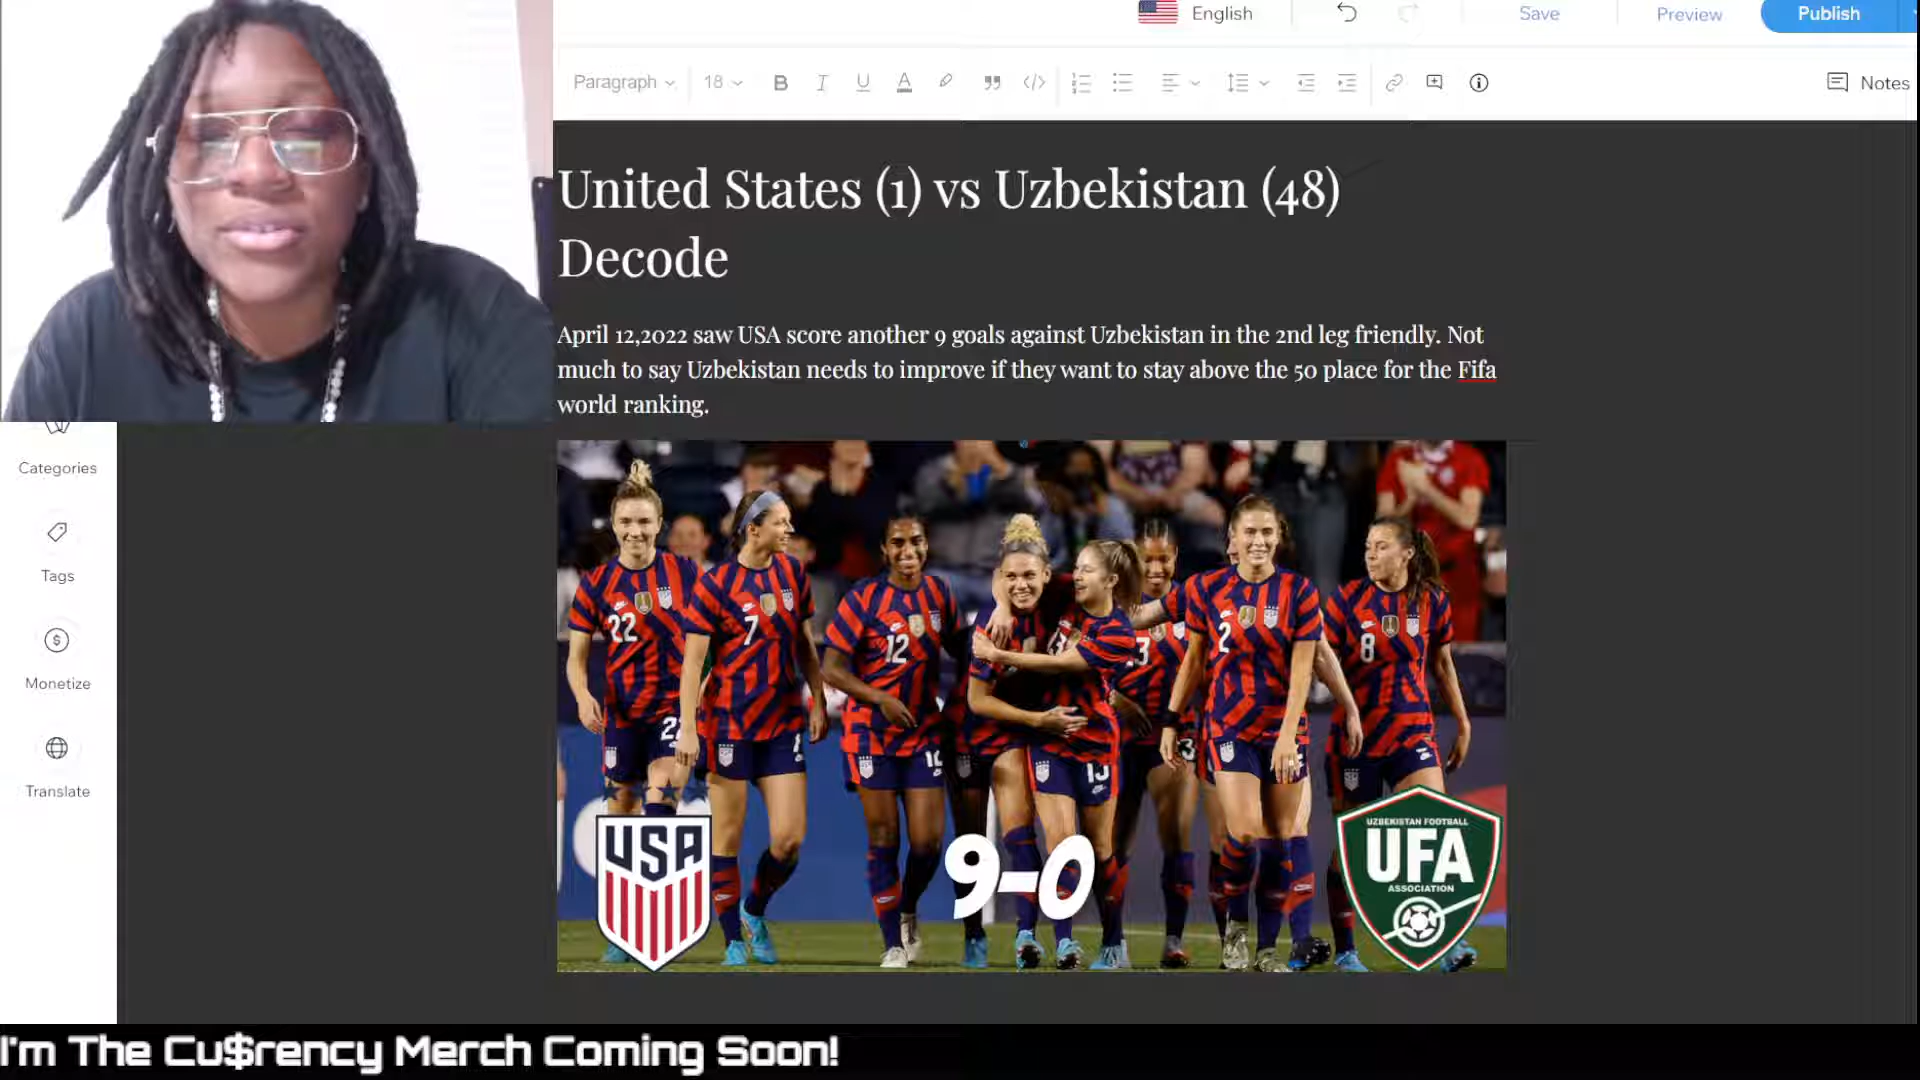 English
Save
Preview
Publish
Paragraph
18
B
I
U
A
Notes
United States (1) vs Uzbekistan (48)
Decode
April 12,2022 saw USA score another 9 goals against Uzbekistan in the 2nd leg friendly. Not
much to say Uzbekistan needs to improve if they want to stay above the 50 place for the Fifa
world ranking.
Categories
Tags
Monetize
Translate
22
7
12
3
2
8
22
13
USA
9-0
UZBEKISTAN FOOTBALL
UFA
ASSOCIATION
I'm The Cu$rency Merch Coming Soon!